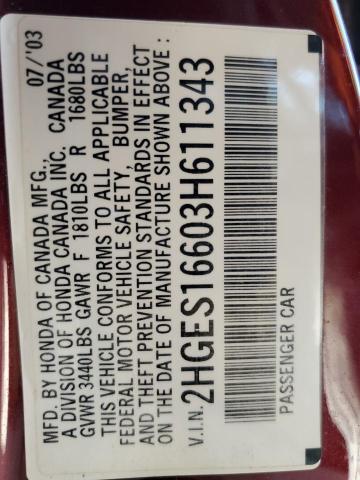 MFD. BY HONDA OF CANADA MFG., 07/'03
A DIVISION OF HONDA CANADA INC. CANADA
GVWR 3440LBS GAWR F 1810LBS R 1680LBS
THIS VEHICLE CONFORMS TO ALL APPLICABLE
FEDERAL MOTOR VEHICLE SAFETY, BUMPER,
AND THEFT PREVENTION STANDARDS IN EFFECT
ON THE DATE OF MANUFACTURE SHOWN ABOVE :
V.I.N. 2HGES16603H611343
PASSENGER CAR